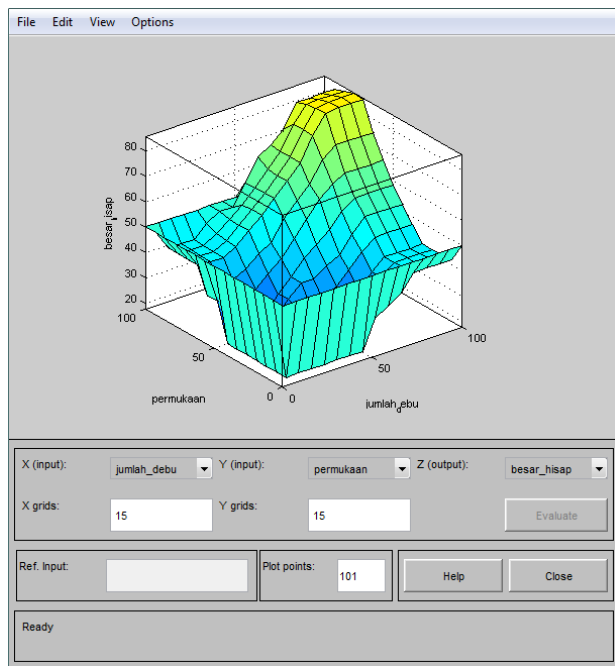 File Edit View Options
80
70
60
50
40
30
20
besar_hisap
100
50
0
permukaan
0
50
100
jumlah_debu
X (input): jumlah_debu Y (input): permukaan Z (output): besar_hisap
X grids: 15 Y grids: 15 Evaluate
Ref. Input: Plot points: 101 Help Close
Ready